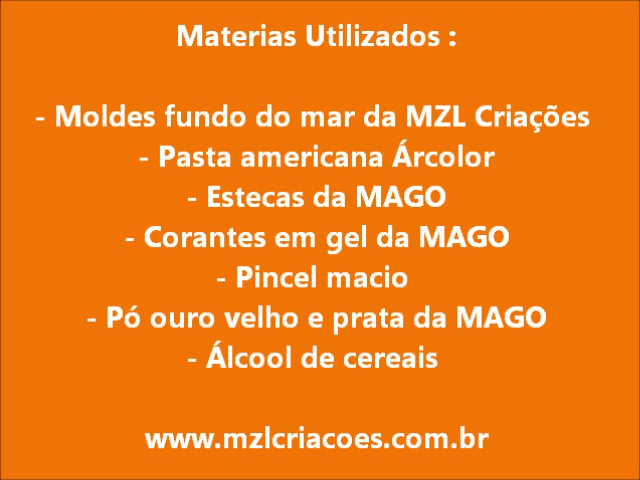 Materias Utilizados :
- Moldes fundo do mar da MZL Criações
- Pasta americana Árcolor
- Estecas da MAGO
- Corantes em gel da MAGO
- Pincel macio
- Pó ouro velho e prata da MAGO
- Álcool de cereais
www.mzlcriacoes.com.br